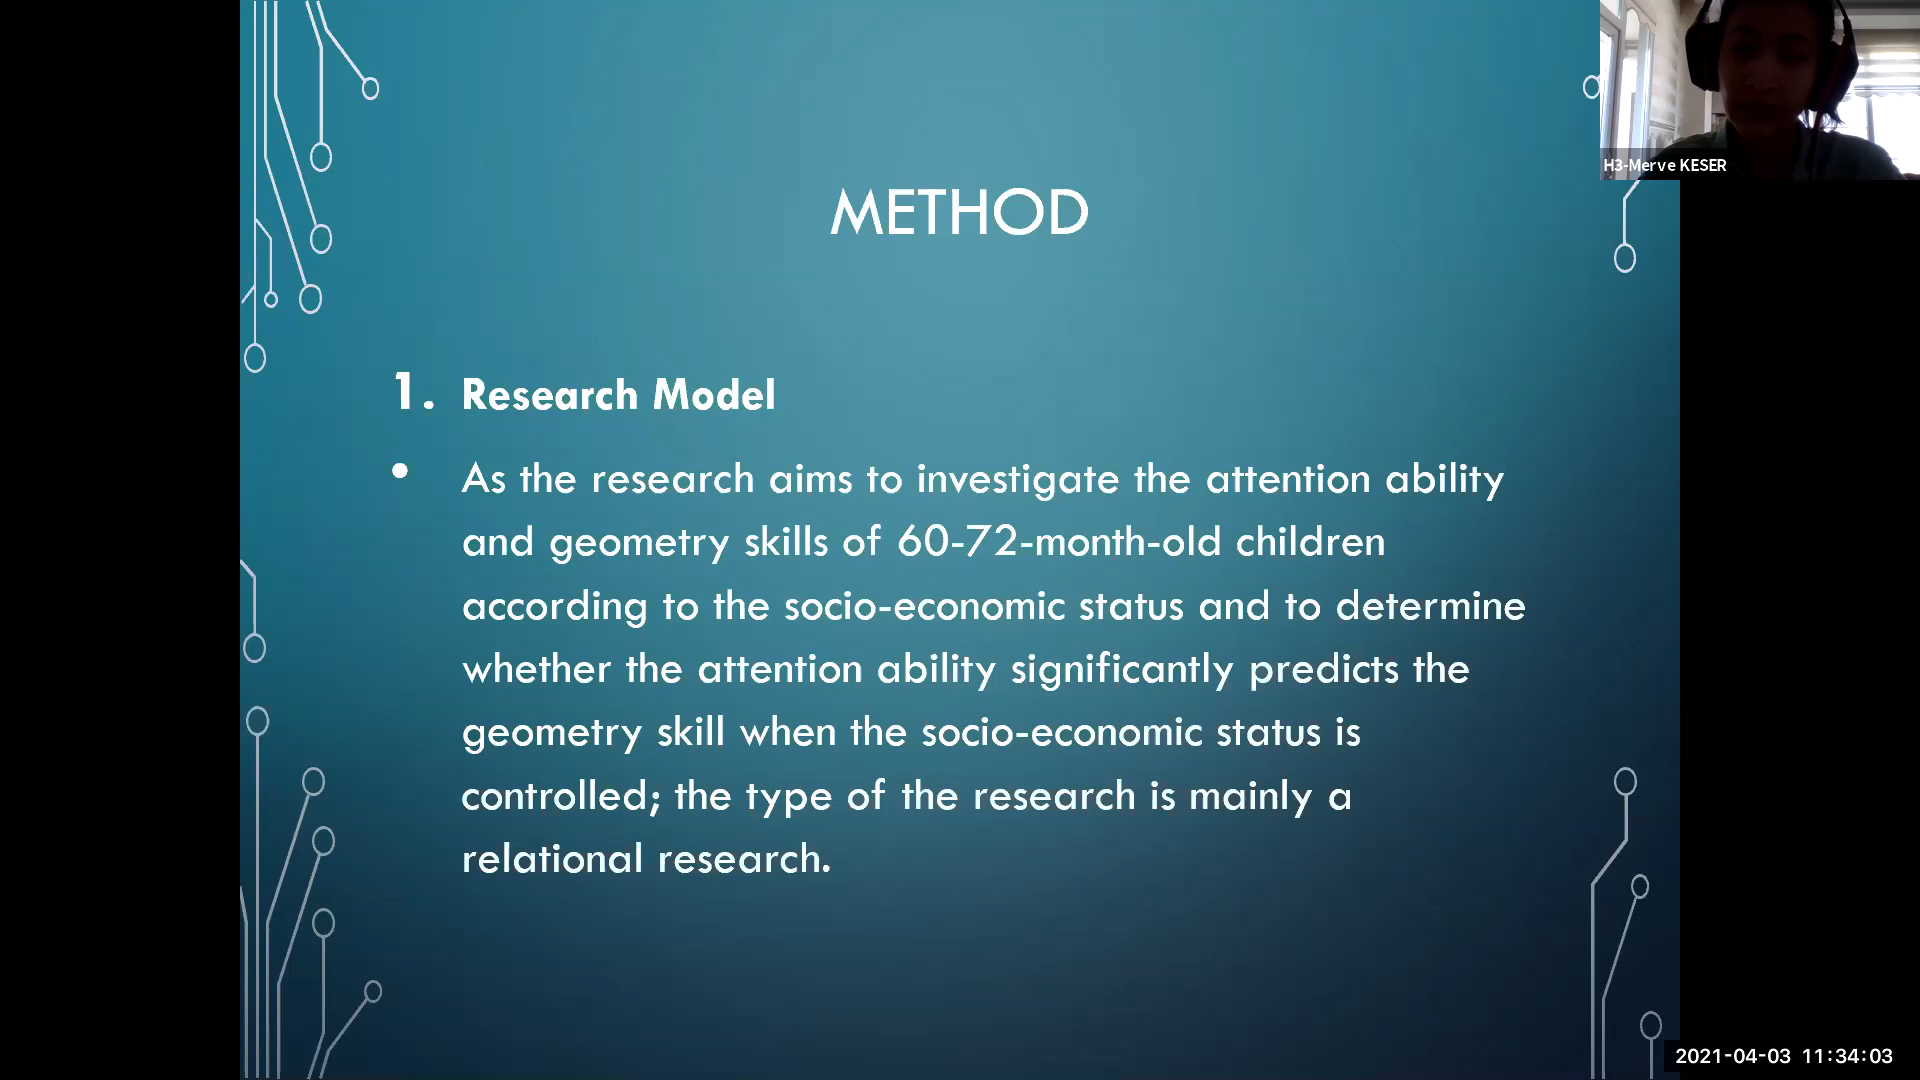 H3-Merve KESER
METHOD
1. Research Model
• As the research aims to investigate the attention ability
and geometry skills of 60-72-month-old children
according to the socio-economic status and to determine
whether the attention ability significantly predicts the
geometry skill when the socio-economic status is
controlled; the type of the research is mainly a
relational research.
2021-04-03 11:34:03